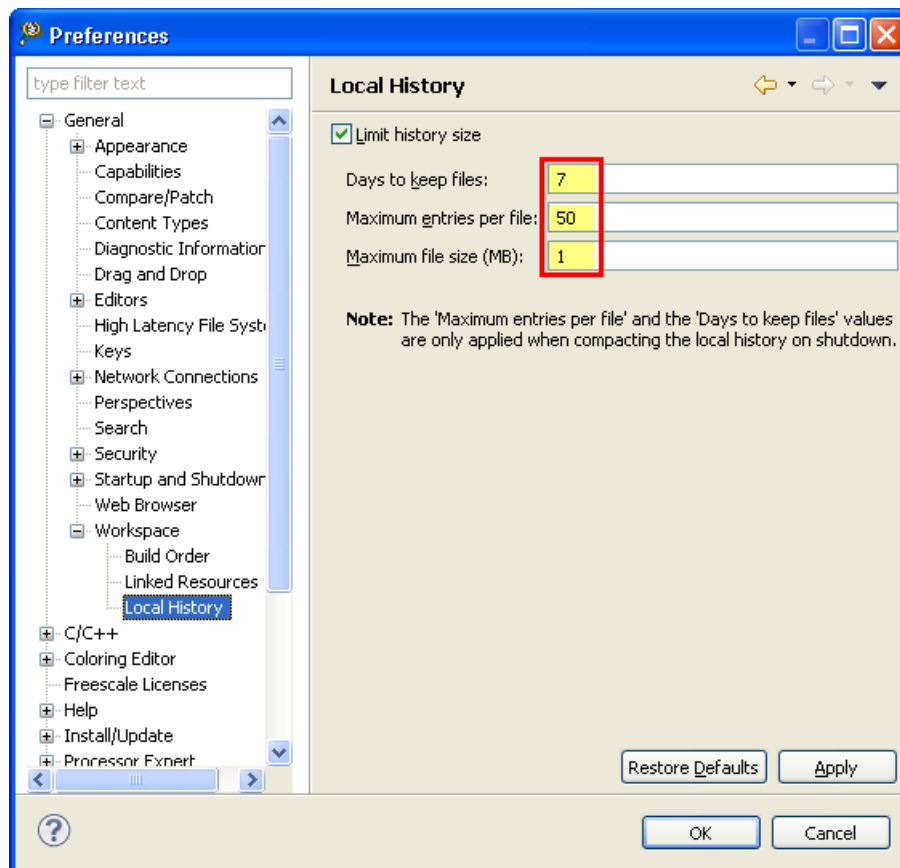 Preferences
type filter text
General
Appearance
Capabilities
Compare/Patch
Content Types
Diagnostic Information
Drag and Drop
Editors
High Latency File Syst
Keys
Network Connections
Perspectives
Search
Security
Startup and Shutdown
Web Browser
Workspace
Build Order
Linked Resources
Local History
C/C++
Coloring Editor
Freescale Licenses
Help
Install/Update
Processor Expert
Local History
Limit history size
Days to keep files: 7
Maximum entries per file: 50
Maximum file size (MB): 1
Note: The 'Maximum entries per file' and the 'Days to keep files' values
are only applied when compacting the local history on shutdown.
Restore Defaults Apply
? OK Cancel